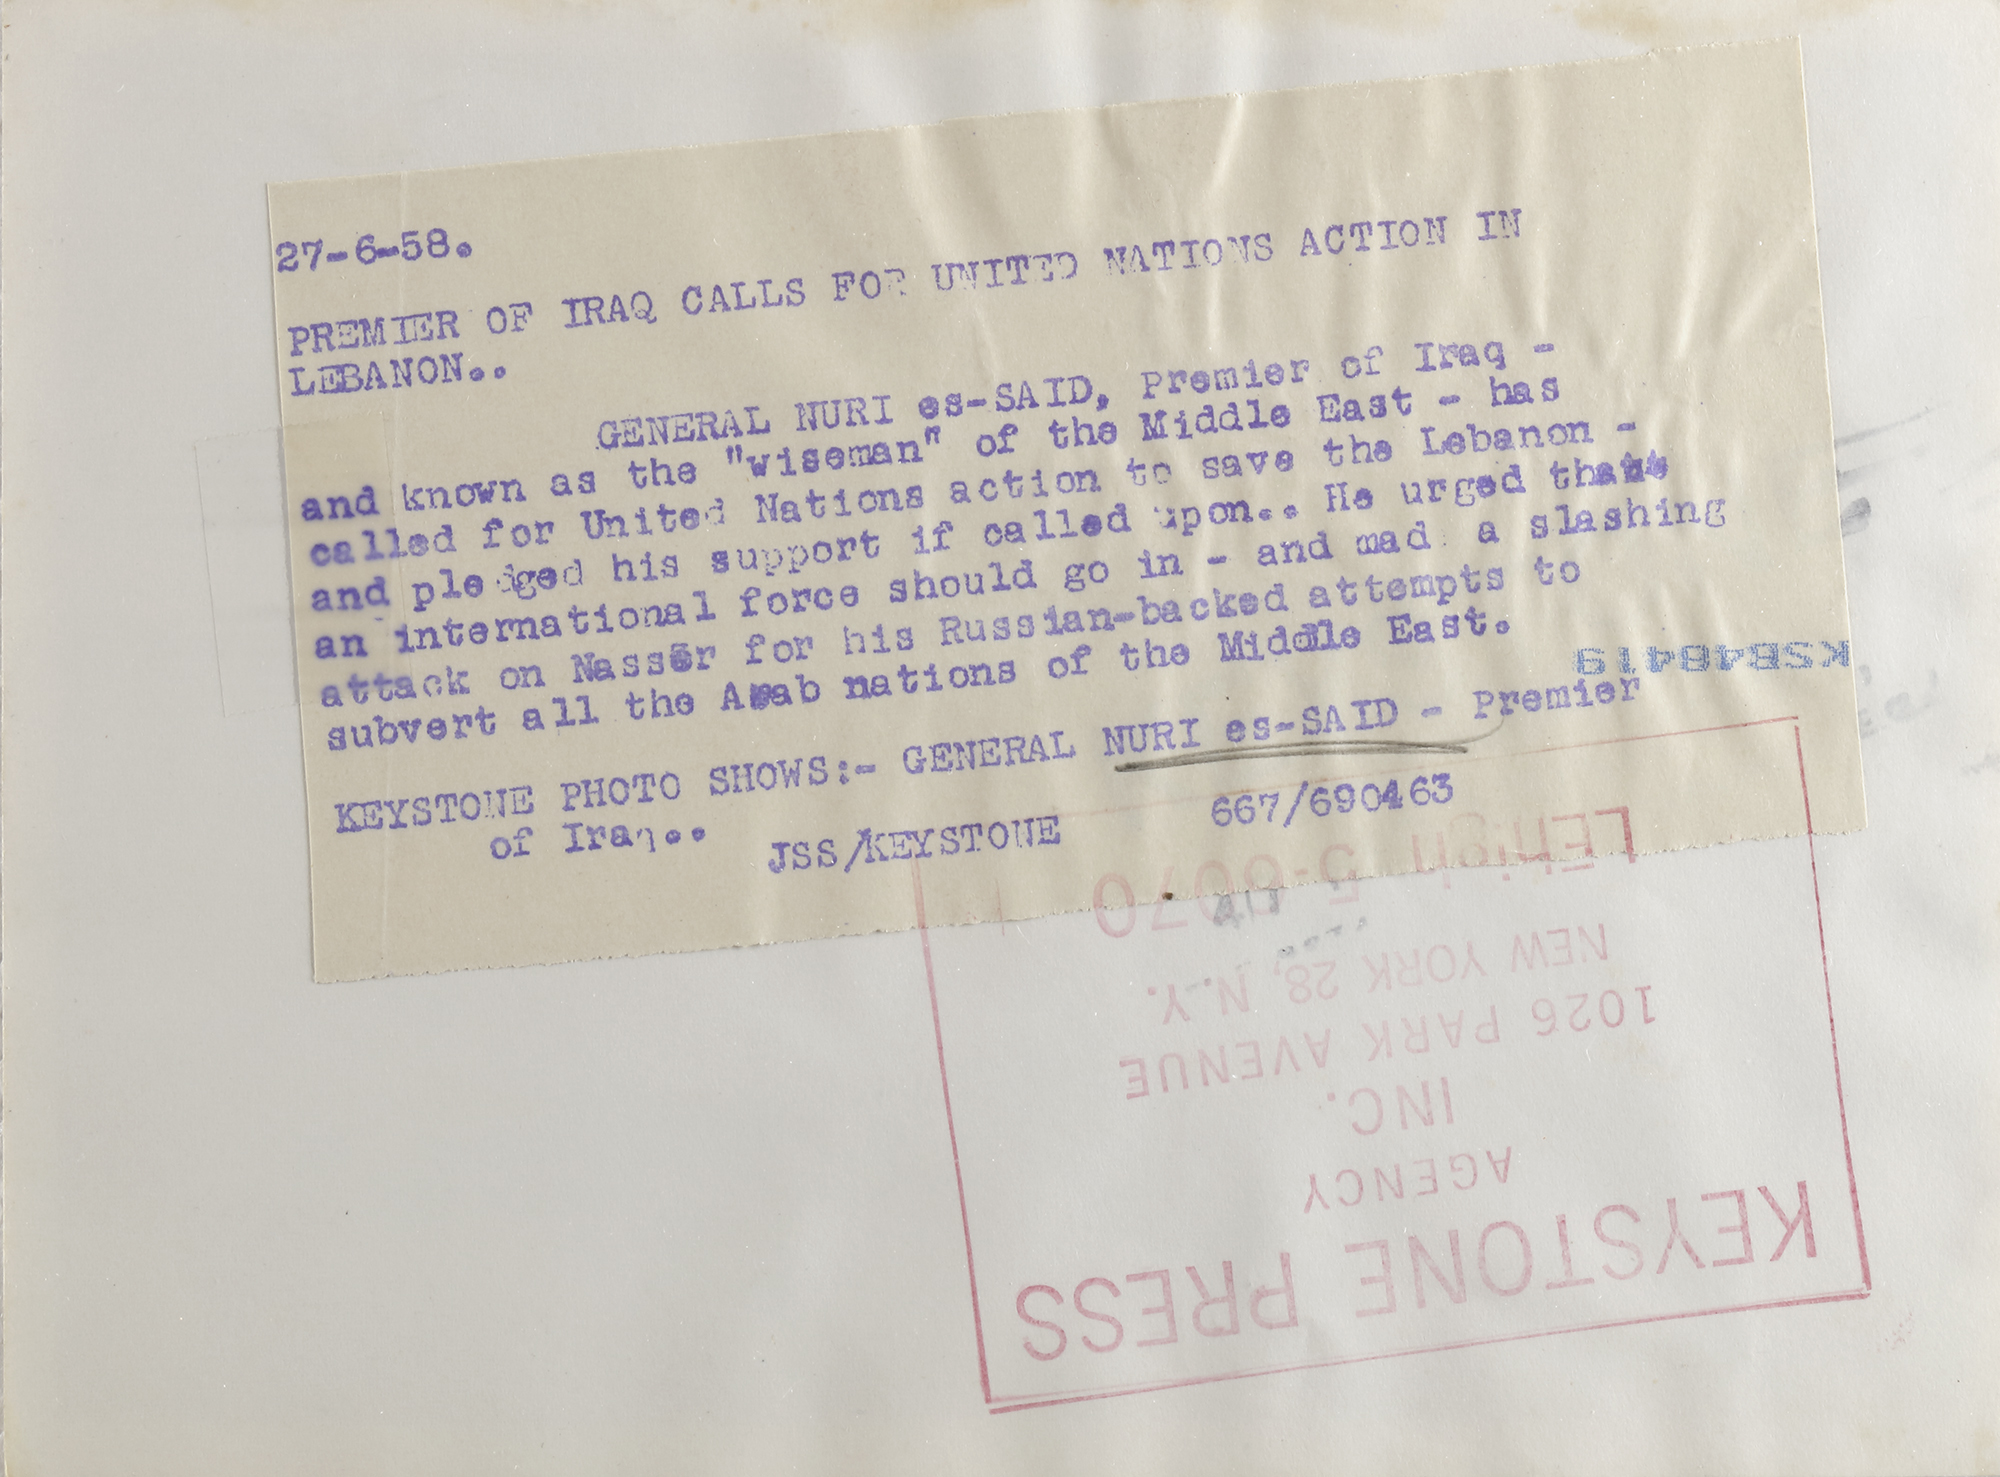 27-6-58.
PREMIER OF IRAQ CALLS FOR UNITED NATIONS ACTION IN
LEBANON..
GENERAL NURI es-SAID, Premier of Iraq -
and known as the "wiseman" of the Middle East - has
called for United Nations action to save the Lebanon -
and pledged his support if called upon.. He urged that
an international force should go in - and mad a slashing
attack on Nasser for his Russian-backed attempts to
subvert all the Arab nations of the Middle East.
KSB48419
KEYSTONE PHOTO SHOWS:- GENERAL NURI es-SAID - Premier
of Iraq..
JSS/KEYSTONE 667/690463
KEYSTONE PRESS
AGENCY
INC.
1026 PARK AVENUE
NEW YORK 28, N.Y.
LEhigh 5-6070